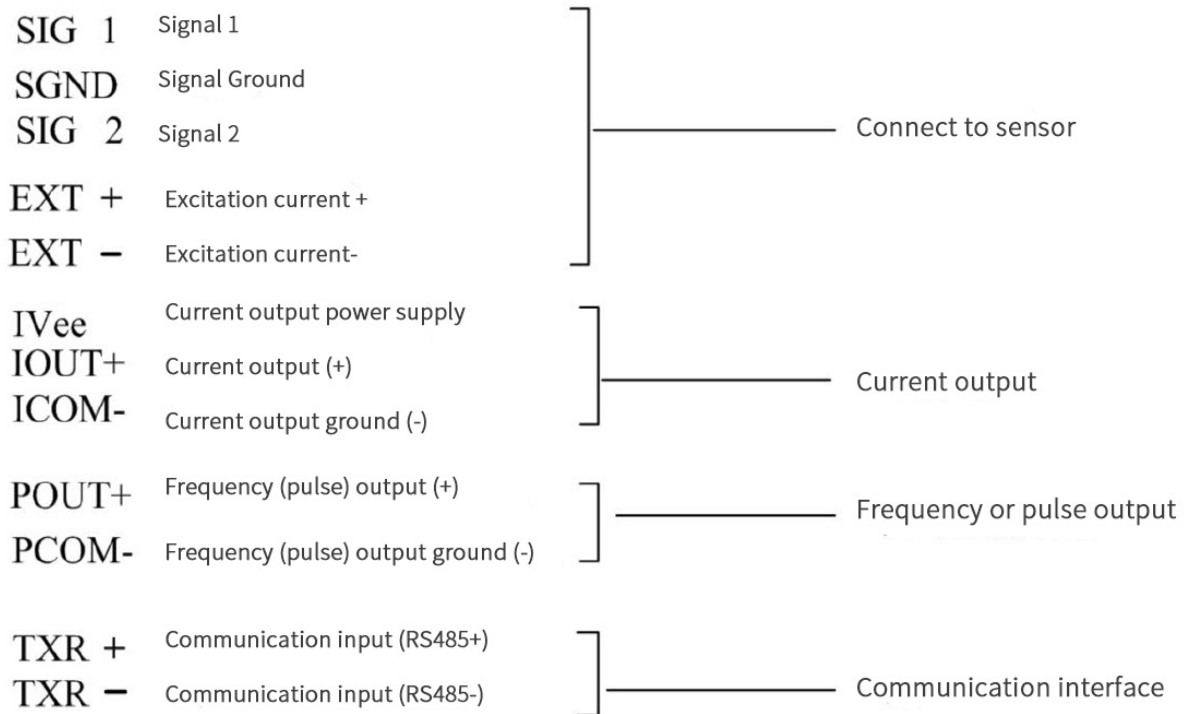 SIG 1 Signal 1
SGND Signal Ground
SIG 2 Signal 2
EXT + Excitation current +
EXT − Excitation current-
Connect to sensor
IVee Current output power supply
IOUT+ Current output (+)
ICOM- Current output ground (-)
Current output
POUT+ Frequency (pulse) output (+)
PCOM- Frequency (pulse) output ground (-)
Frequency or pulse output
TXR + Communication input (RS485+)
TXR − Communication input (RS485-)
Communication interface